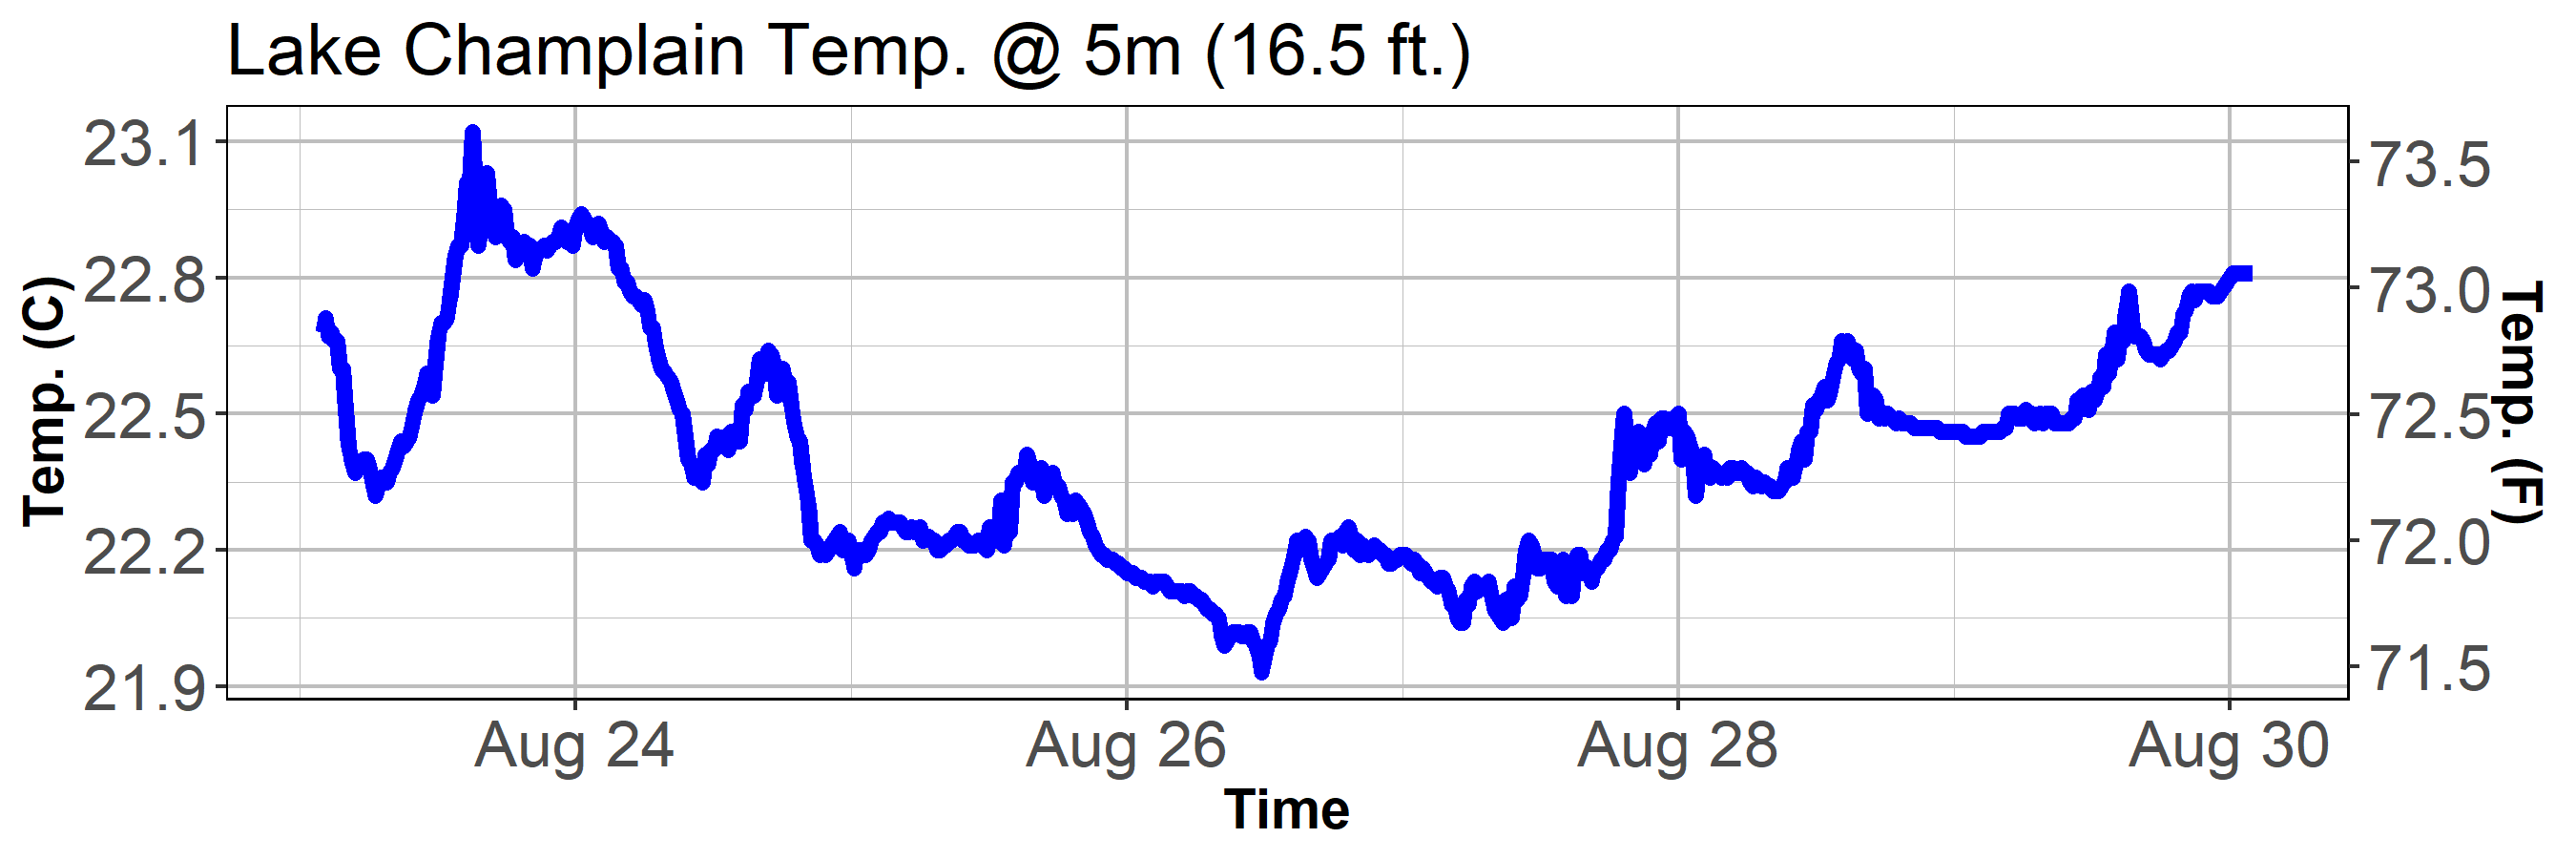 Lake Champlain Temp. @ 5m (16.5 ft.)
Temp. (C)
23.1
22.8
22.5
22.2
21.9
73.5
73.0
72.5
72.0
71.5
Temp. (F)
Aug 24 Aug 26 Aug 28 Aug 30
Time